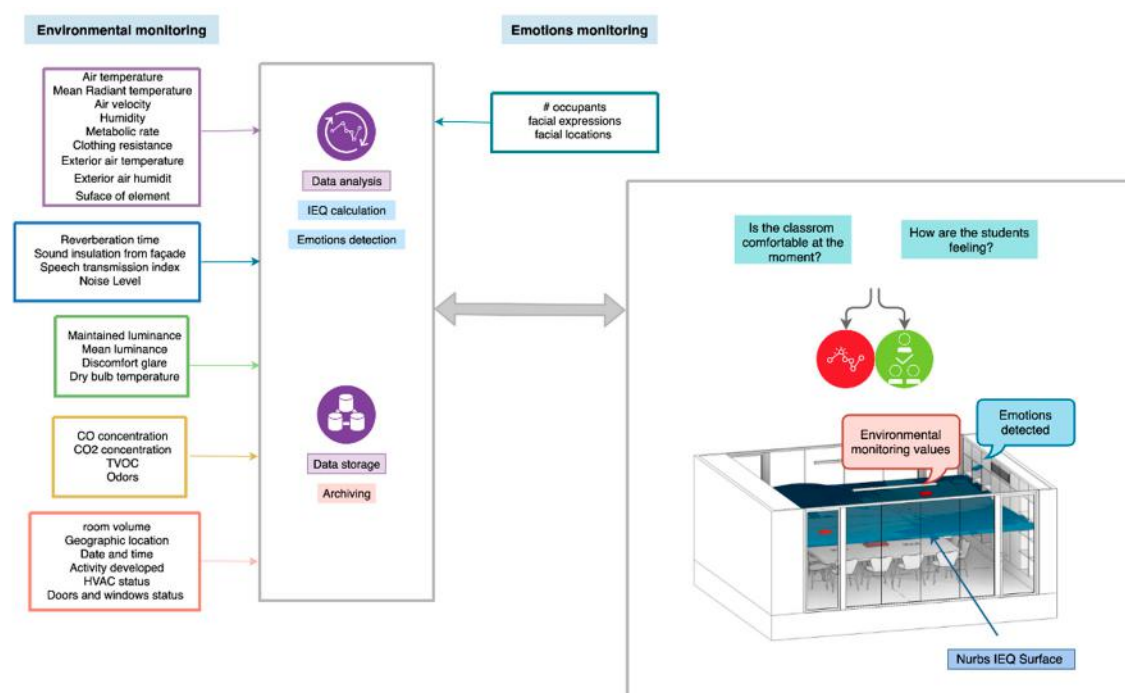 Environmental monitoring
Emotions monitoring
Air temperature
Mean Radiant temperature
Air velocity
Humidity
Metabolic rate
Clothing resistance
Exterior air temperature
Exterior air humidit
Suface of element
Reverberation time
Sound insulation from façade
Speech transmission index
Noise Level
Maintained luminance
Mean luminance
Discomfort glare
Dry bulb temperature
CO concentration
CO2 concentration
TVOC
Odors
room volume
Geographic location
Date and time
Activity developed
HVAC status
Doors and windows status
Data analysis
IEQ calculation
Emotions detection
Data storage
Archiving
# occupants
facial expressions
facial locations
Is the classrom
comfortable at the
moment?
How are the students
feeling?
Environmental
monitoring values
Emotions
detected
Nurbs IEQ Surface